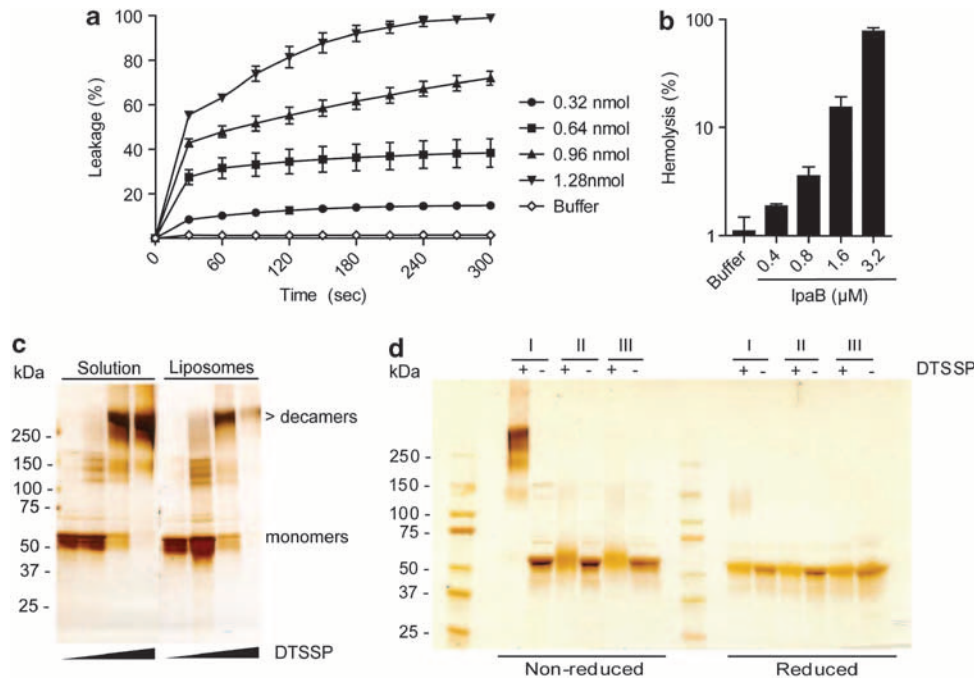 a
100
80
60
40
20
Leakage (%)
0
60
120
180
240
300
Time (sec)
0.32 nmol
0.64 nmol
0.96 nmol
1.28nmol
Buffer
b
100
10
1
Hemolysis (%)
Buffer
0.4
0.8
1.6
3.2
IpaB (µM)
c
kDa
Solution
Liposomes
250 -
150 -
100 -
75 -
50 -
37 -
25 -
> decamers
monomers
DTSSP
d
kDa
I II III I II III
+ - + - + - + - + - + - DTSSP
250 -
150 -
100 -
75 -
50 -
37 -
25 -
Non-reduced
Reduced